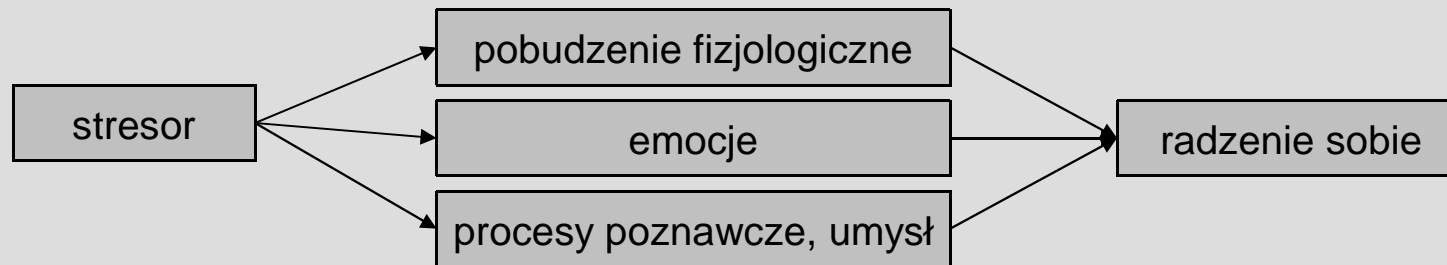 pobudzenie fizjologiczne
stresor
emocje
radzenie sobie
procesy poznawcze, umysł